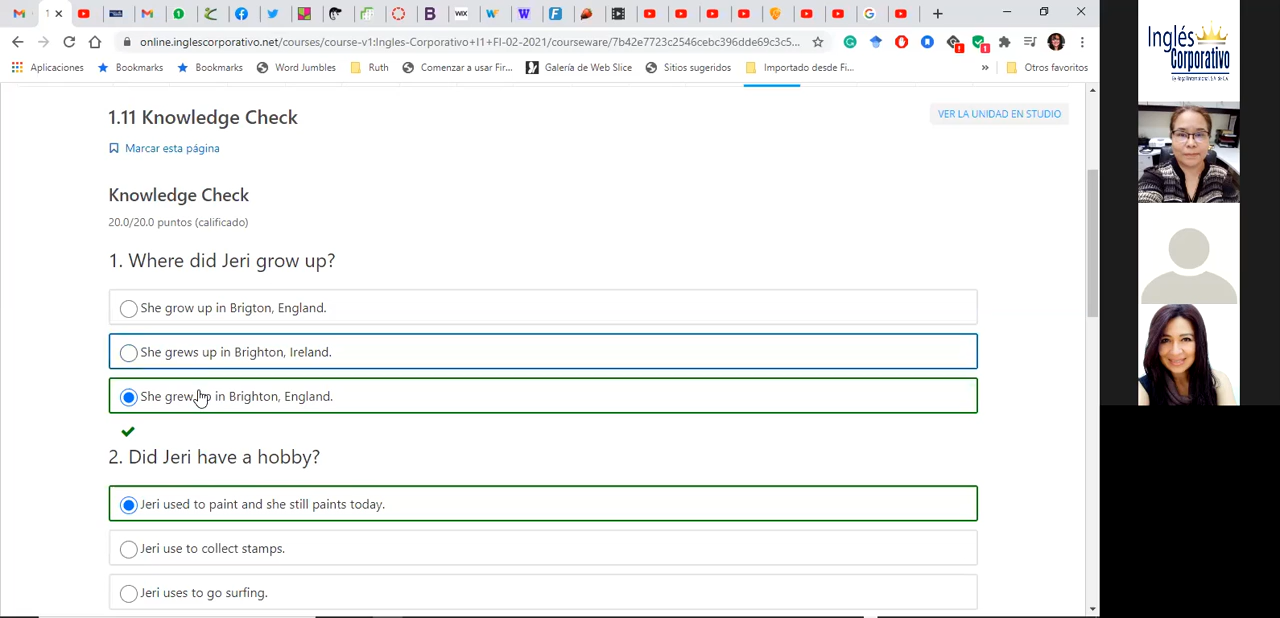 online.inglescorporativo.net/courses/course-v1:Ingles-Corporativo+I1+FI-02-2021/courseware/7b42e7723c2546cebc396dde69c3c5...
Aplicaciones Bookmarks Bookmarks Word Jumbles Ruth Comenzar a usar Fir... Galería de Web Slice Sitios sugeridos Importado desde Fi... » Otros favoritos
1.11 Knowledge Check
VER LA UNIDAD EN STUDIO
Marcar esta página
Knowledge Check
20.0/20.0 puntos (calificado)
1. Where did Jeri grow up?
She grow up in Brigton, England.
She grews up in Brighton, Ireland.
She grew up in Brighton, England.
2. Did Jeri have a hobby?
Jeri used to paint and she still paints today.
Jeri use to collect stamps.
Jeri uses to go surfing.
Inglés
Corporativo